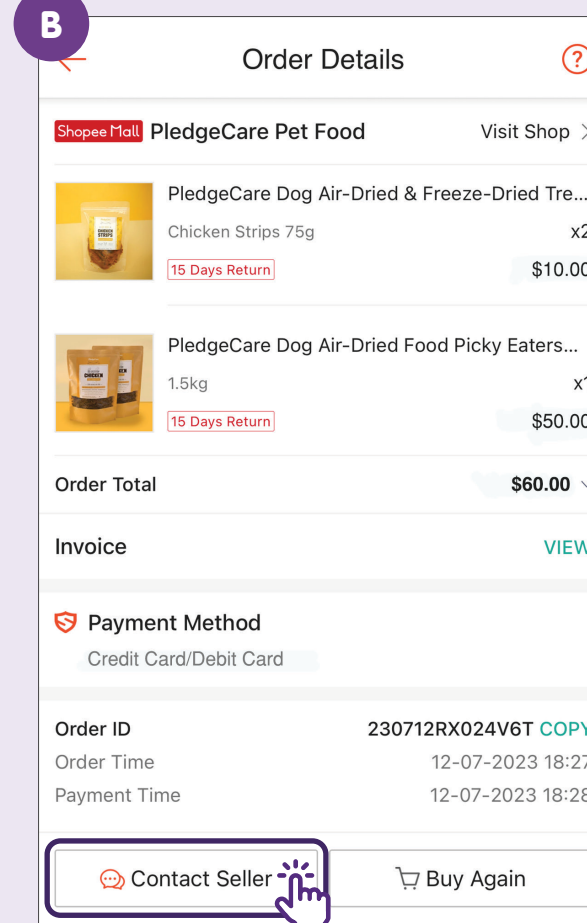 B
Order Details
?
Shopee Mall PledgeCare Pet Food Visit Shop
PledgeCare Dog Air-Dried & Freeze-Dried Tre...
Chicken Strips 75g x2
15 Days Return $10.00
CHICKEN
STRIPS
PledgeCare Dog Air-Dried Food Picky Eaters...
1.5kg x1
15 Days Return $50.00
CHICKEN
Order Total $60.00
Invoice VIEW
Payment Method
Credit Card/Debit Card
Order ID 230712RX024V6T COPY
Order Time 12-07-2023 18:27
Payment Time 12-07-2023 18:28
Contact Seller Buy Again